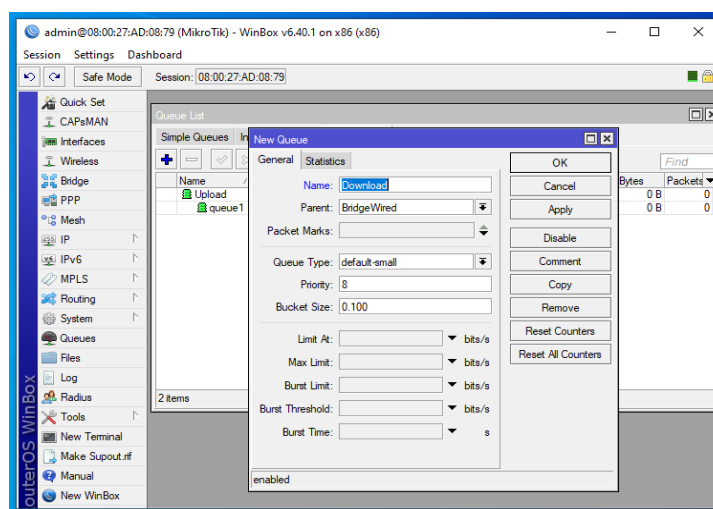 admin@08:00:27:AD:08:79 (MikroTik) - WinBox v6.40.1 on x86 (x86)
Session Settings Dashboard
Safe Mode Session: 08:00:27:AD:08:79
Quick Set
CAPsMAN
Interfaces
Wireless
Bridge
PPP
Mesh
IP
IPv6
MPLS
Routing
System
Queues
Files
Log
Radius
Tools
New Terminal
Make Supout.rif
Manual
New WinBox
outerOS WinBox
Queue List
Simple Queues In
Find
Name Bytes Packets
Upload 0 B 0
queue1 0 B 0
2 items
New Queue
General Statistics
Name: Download
Parent: BridgeWired
Packet Marks:
Queue Type: default-small
Priority: 8
Bucket Size: 0.100
Limit At: bits/s
Max Limit: bits/s
Burst Limit: bits/s
Burst Threshold: bits/s
Burst Time: s
enabled
OK
Cancel
Apply
Disable
Comment
Copy
Remove
Reset Counters
Reset All Counters